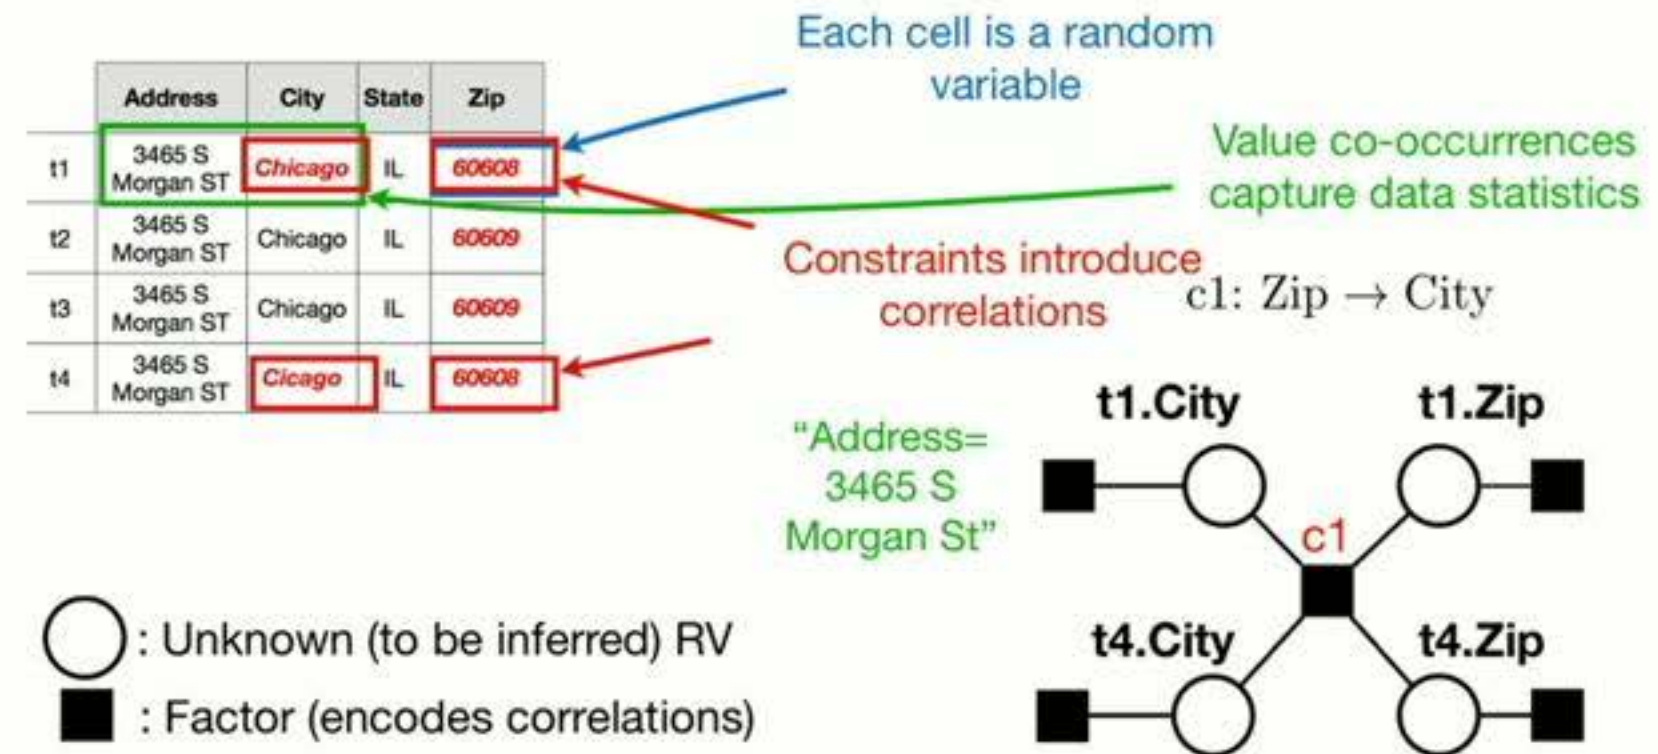 Each cell is a random
variable
Address City State Zip
t1 3465 S
Morgan ST Chicago IL 60608
t2 3465 S
Morgan ST Chicago IL 60609
t3 3465 S
Morgan ST Chicago IL 60609
t4 3465 S
Morgan ST Cicago IL 60608
Value co-occurrences
capture data statistics
Constraints introduce
correlations
c1: Zip → City
"Address=
3465 S
Morgan St"
t1.City t1.Zip
c1
t4.City t4.Zip
: Unknown (to be inferred) RV
: Factor (encodes correlations)